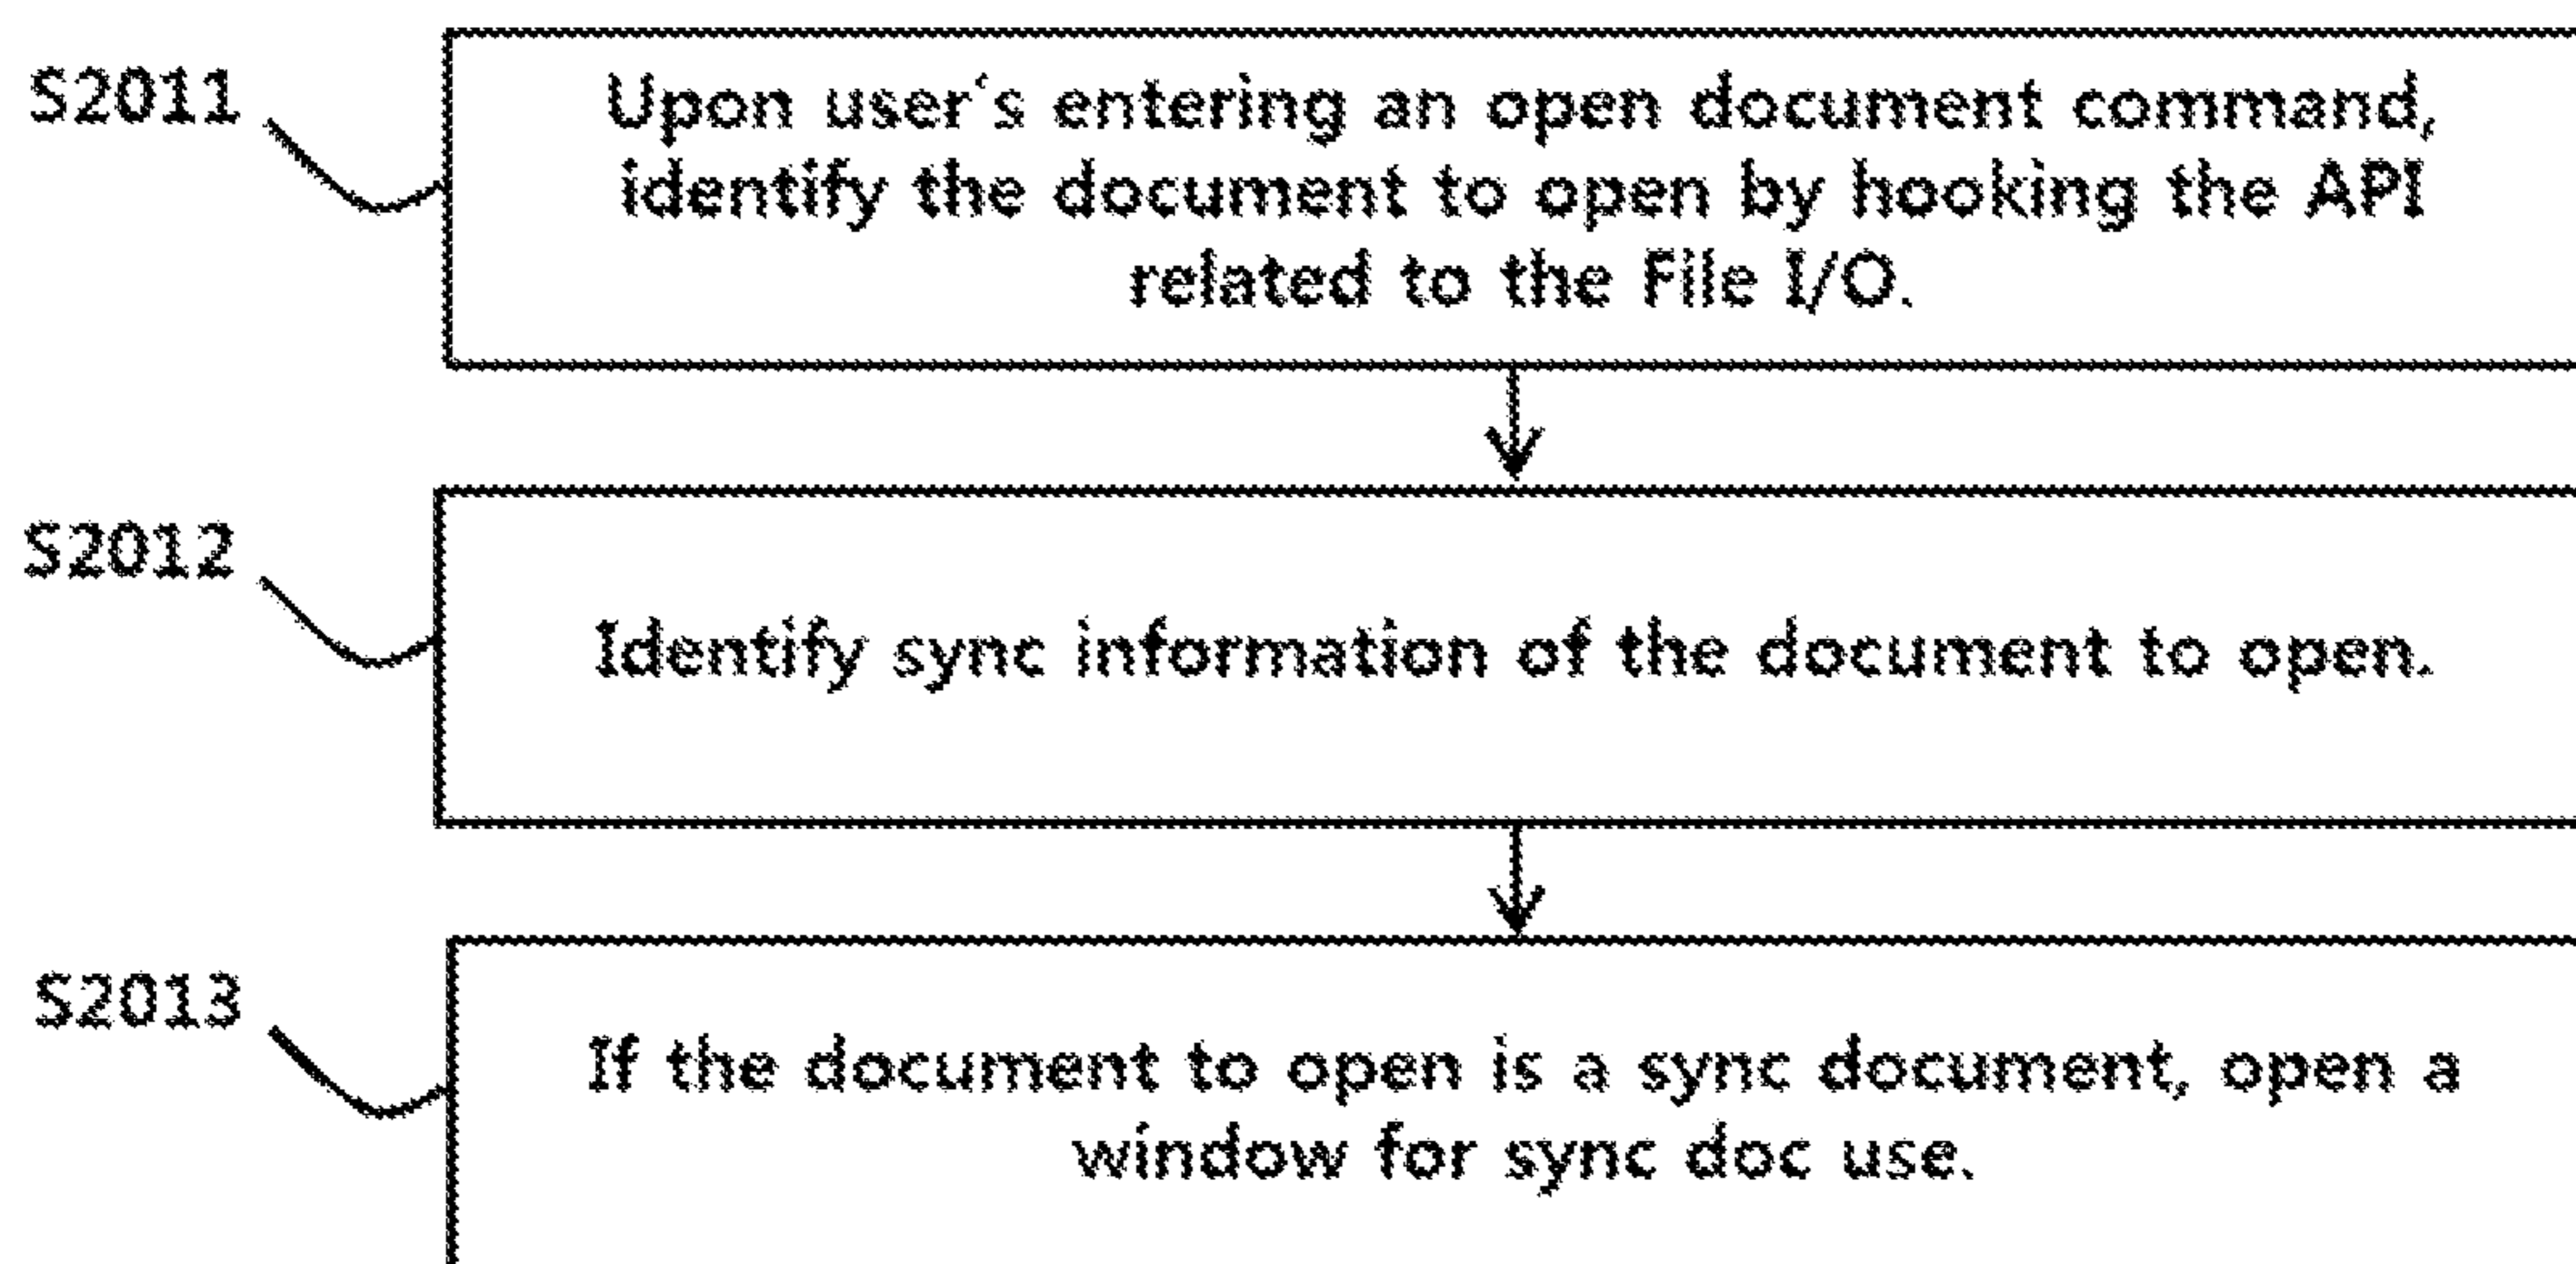 S2011
Upon user's entering an open document command,
identify the document to open by hooking the API
related to the File I/O.
S2012
Identify sync information of the document to open.
S2013
If the document to open is a sync document, open a
window for sync doc use.